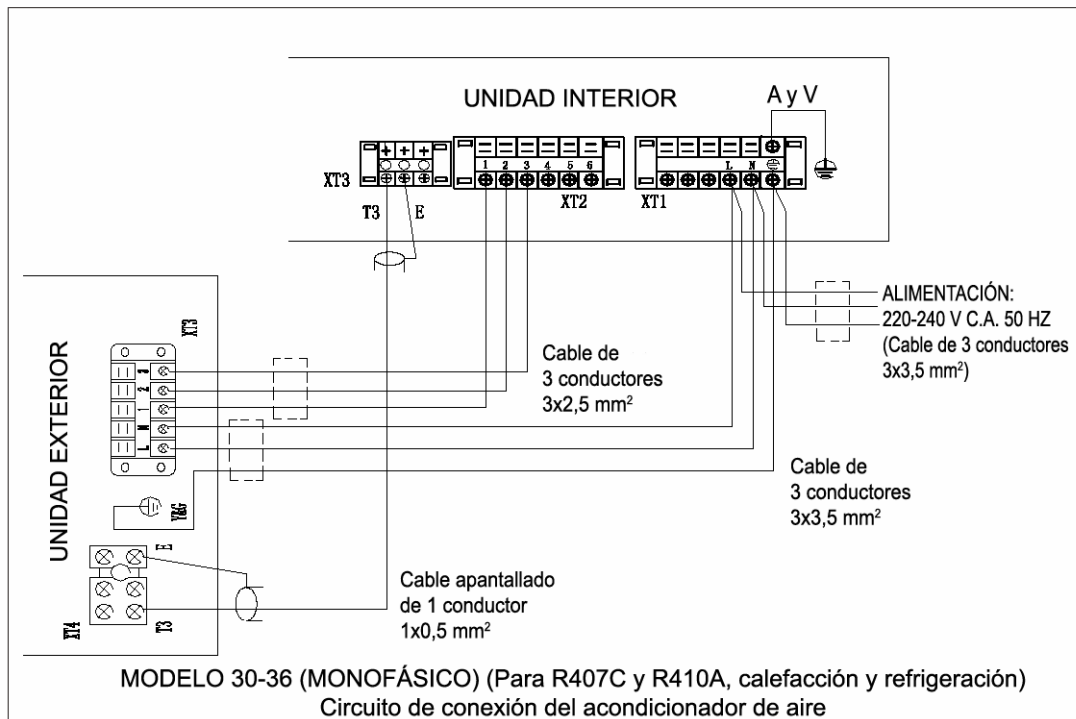 UNIDAD INTERIOR
A y V
XT3
1 2 3 4 5 6
L N
T3 E
XT2
XT1
ALIMENTACIÓN:
220-240 V C.A. 50 HZ
(Cable de 3 conductores
3x3,5 mm²)
UNIDAD EXTERIOR
XT3
3
2
1
N
L
Y&G
E
XT4
T3
Cable de
3 conductores
3x2,5 mm²
Cable de
3 conductores
3x3,5 mm²
Cable apantallado
de 1 conductor
1x0,5 mm²
MODELO 30-36 (MONOFÁSICO) (Para R407C y R410A, calefacción y refrigeración)
Circuito de conexión del acondicionador de aire